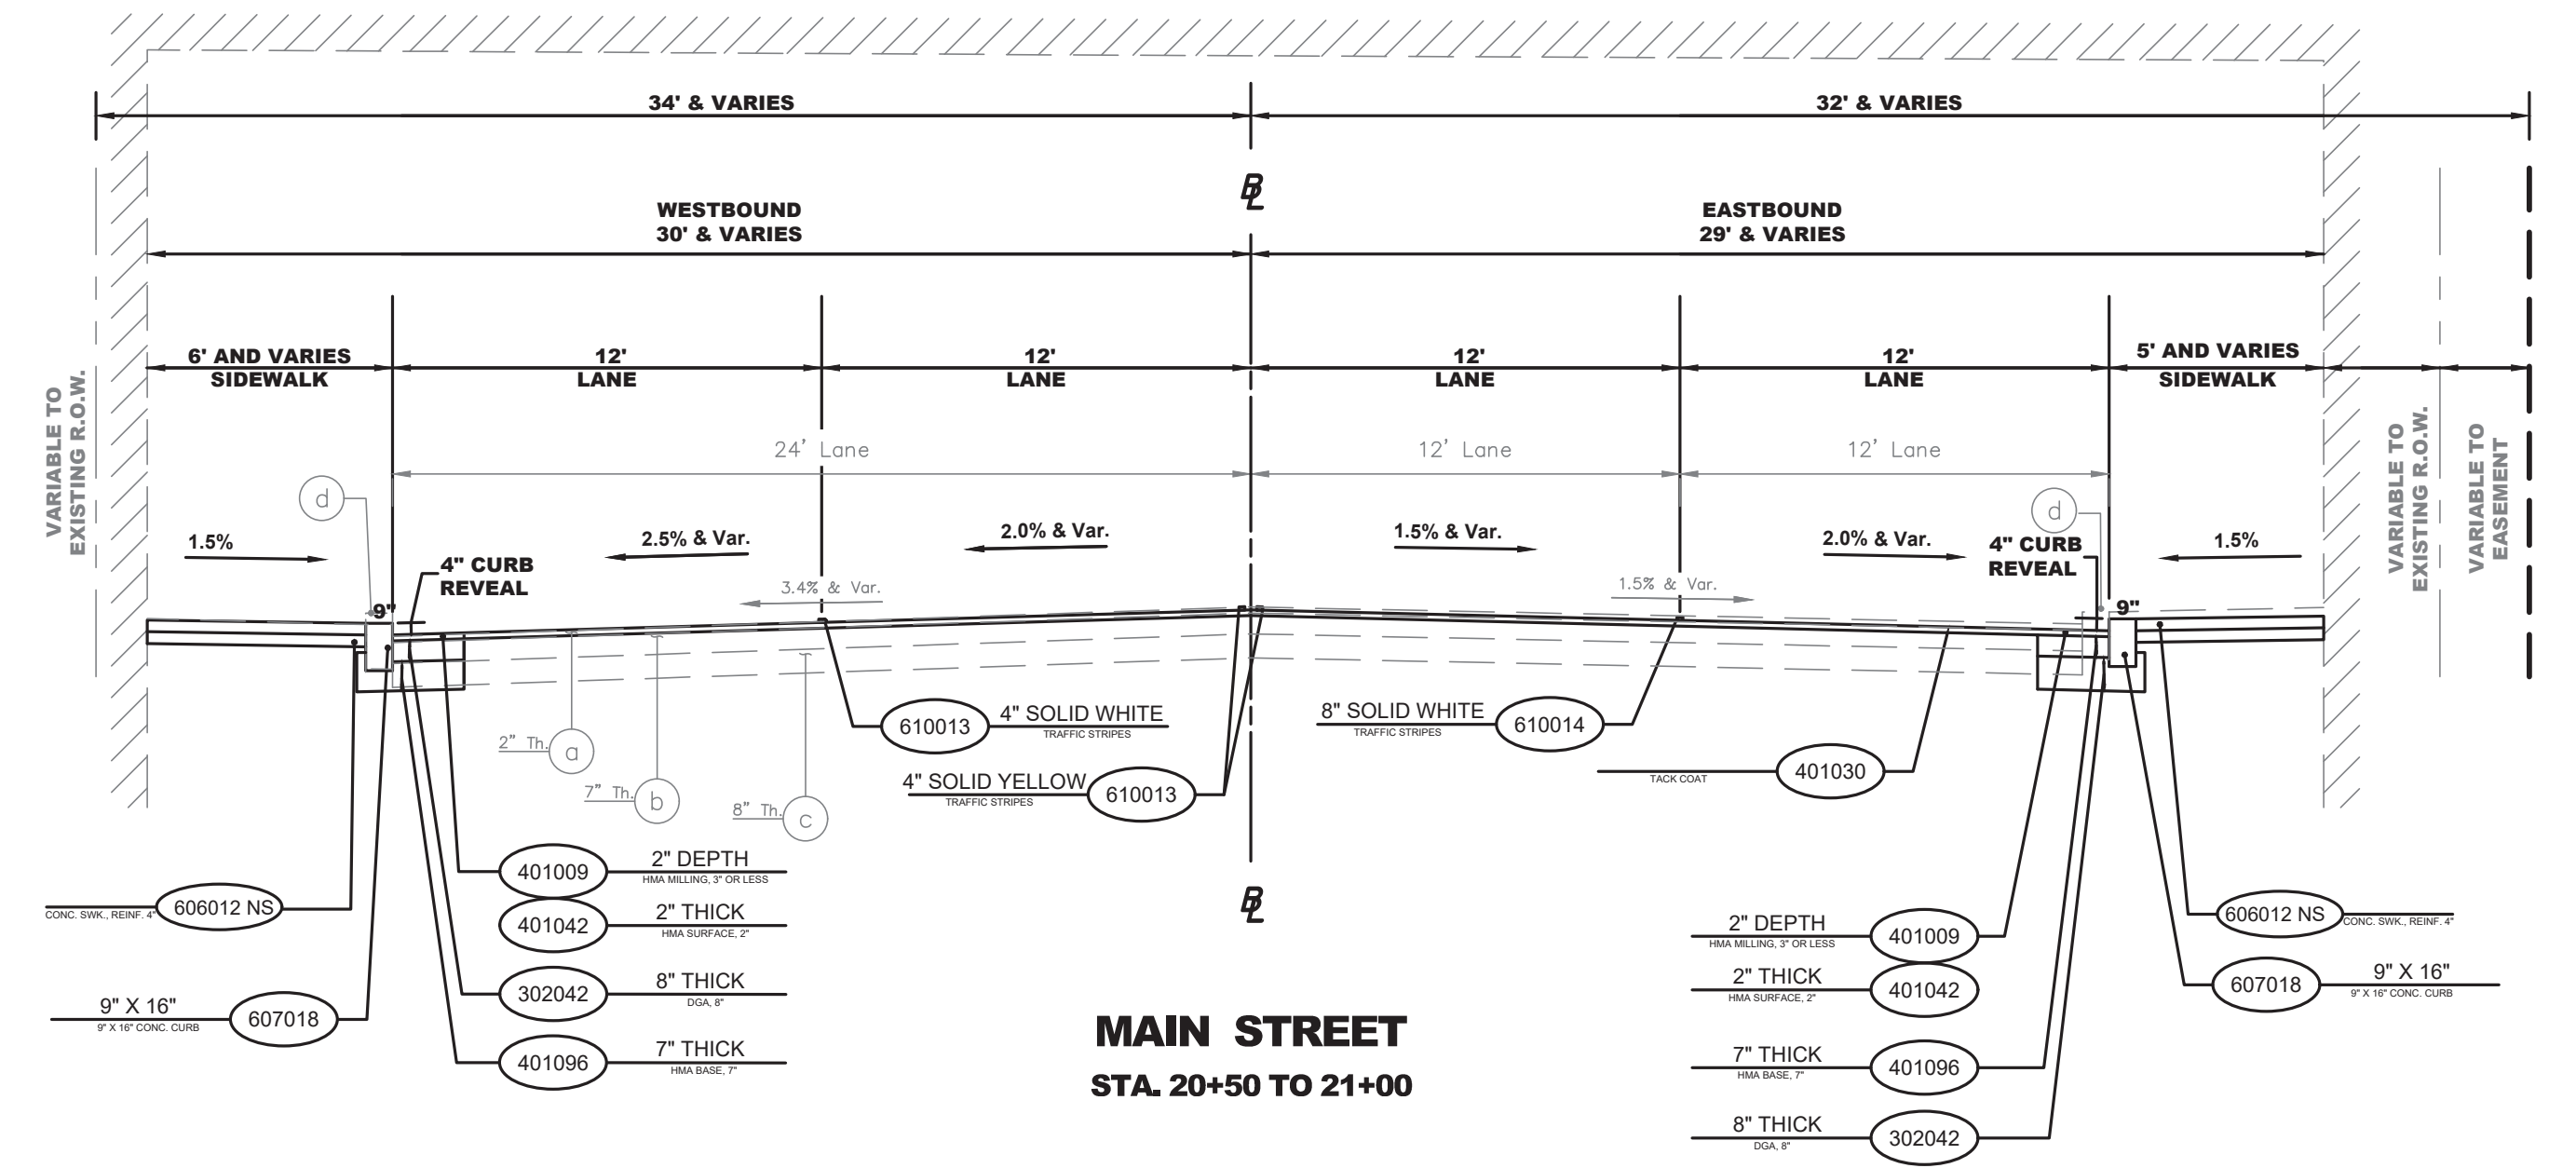 34' & VARIES
32' & VARIES
BL
WESTBOUND
30' & VARIES
EASTBOUND
29' & VARIES
6' AND VARIES
SIDEWALK
12'
LANE
12'
LANE
12'
LANE
12'
LANE
5' AND VARIES
SIDEWALK
VARIABLE TO
EXISTING R.O.W.
VARIABLE TO
EXISTING R.O.W.
VARIABLE TO
EASEMENT
24' Lane
12' Lane
12' Lane
d
d
1.5%
2.5% & Var.
2.0% & Var.
1.5% & Var.
2.0% & Var.
1.5%
4" CURB
REVEAL
4" CURB
REVEAL
3.4% & Var.
1.5% & Var.
9"
9"
2" Th.
a
7" Th.
b
8" Th.
c
610013
4" SOLID WHITE
TRAFFIC STRIPES
4" SOLID YELLOW
TRAFFIC STRIPES
610013
8" SOLID WHITE
TRAFFIC STRIPES
610014
TACK COAT
401030
CONC. SWK., REINF. 4"
606012 NS
9" X 16"
9" X 16" CONC. CURB
607018
401009
2" DEPTH
HMA MILLING, 3" OR LESS
401042
2" THICK
HMA SURFACE, 2"
302042
8" THICK
DGA, 8"
401096
7" THICK
HMA BASE, 7"
BL
2" DEPTH
HMA MILLING, 3" OR LESS
401009
2" THICK
HMA SURFACE, 2"
401042
7" THICK
HMA BASE, 7"
401096
8" THICK
DGA, 8"
302042
606012 NS
CONC. SWK., REINF. 4"
607018
9" X 16"
9" X 16" CONC. CURB
MAIN STREET
STA. 20+50 TO 21+00